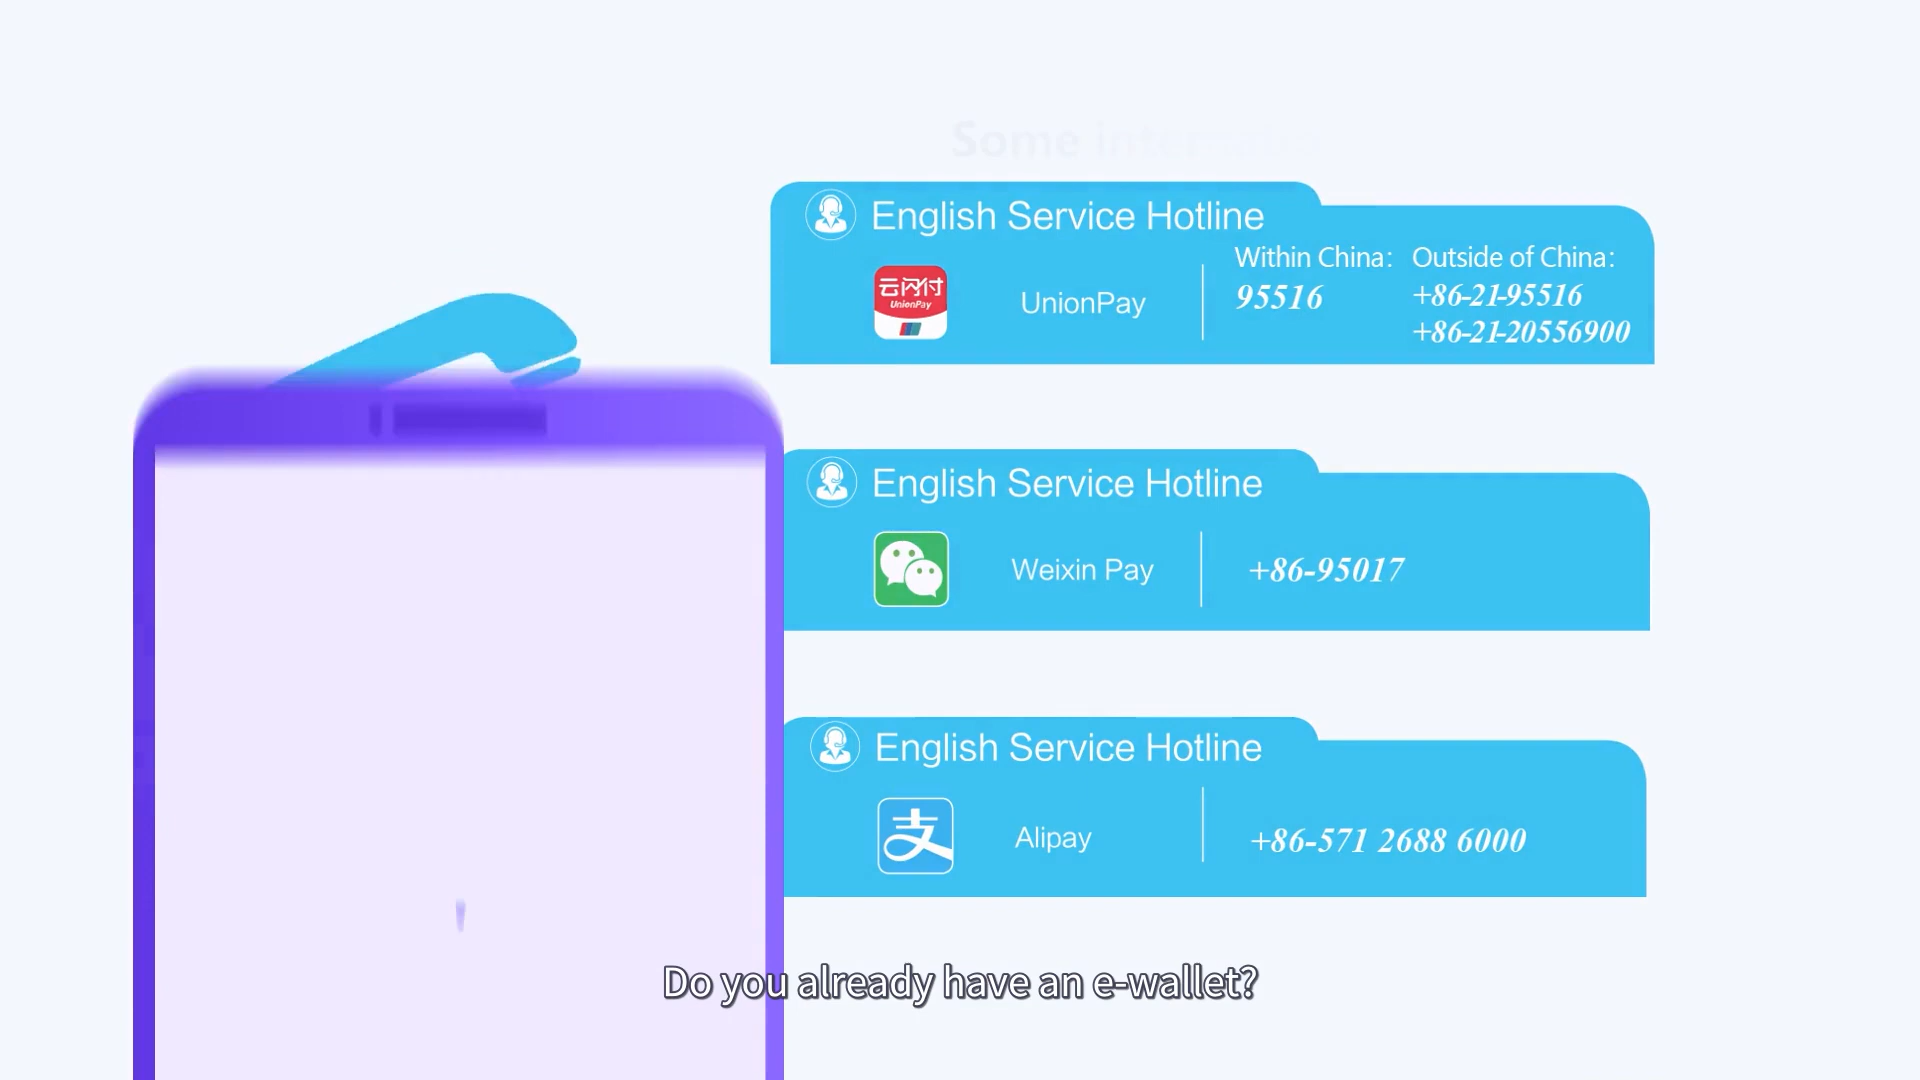 Some
English Service Hotline
云闪付
UnionPay
UnionPay
Within China:
95516
Outside of China:
+86-21-95516
+86-21-20556900
English Service Hotline
Weixin Pay
+86-95017
English Service Hotline
支
Alipay
+86-571 2688 6000
Do you already have an e-wallet?